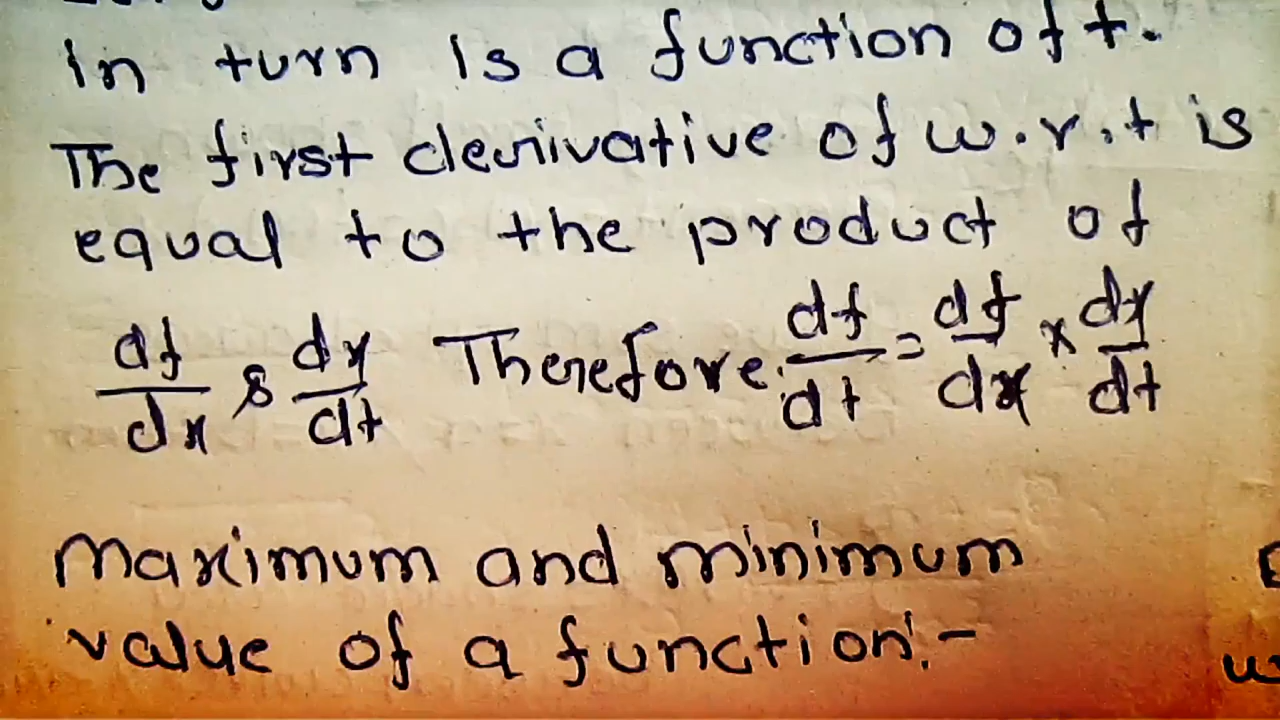 in turn is a function of t.
The first derivative of w.r.t is
equal to the product of
df/dx & dx/dt Therefore. df/dt = df/dx × dx/dt
Maximum and minimum
value of a function:-